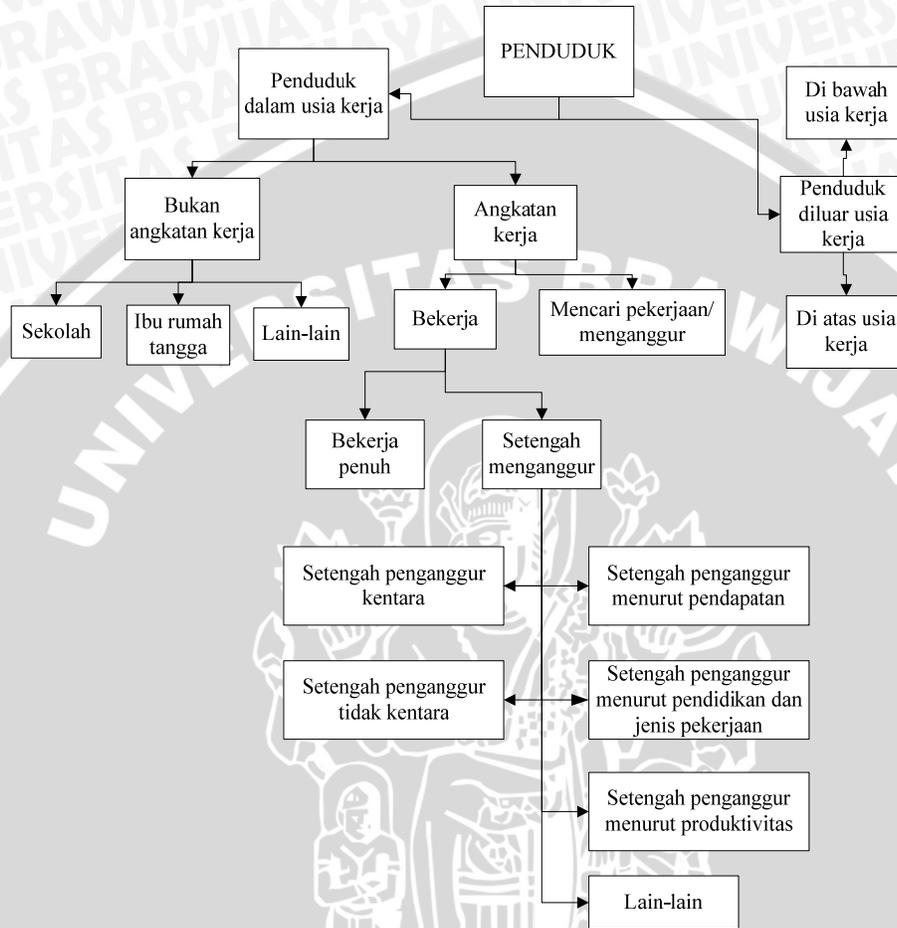 PENDUDUK
Penduduk
dalam usia kerja
Di bawah
usia kerja
Bukan
angkatan kerja
Angkatan
kerja
Penduduk
diluar usia
kerja
Sekolah
Ibu rumah
tangga
Lain-lain
Bekerja
Mencari pekerjaan/
menganggur
Di atas usia
kerja
Bekerja
penuh
Setengah
menganggur
Setengah penganggur
kentara
Setengah penganggur
menurut pendapatan
Setengah penganggur
tidak kentara
Setengah penganggur
menurut pendidikan dan
jenis pekerjaan
Setengah penganggur
menurut produktivitas
Lain-lain
UNIVERSITAS BRAWIJAYA